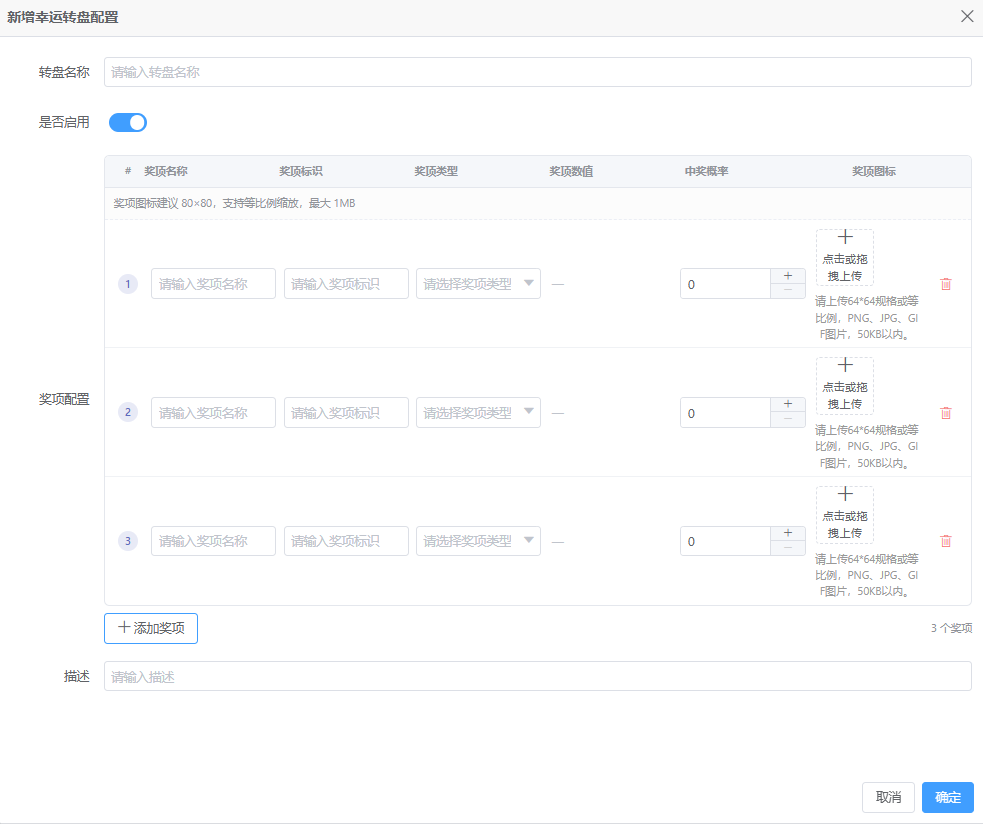 新增幸运转盘配置
转盘名称 请输入转盘名称
是否启用
# 奖项名称 奖项标识 奖项类型 奖项数值 中奖概率 奖项图标
奖项图标建议 80×80，支持等比例缩放，最大 1MB
奖项配置
1 请输入奖项名称 请输入奖项标识 请选择奖项类型 — 0
点击或拖
拽上传
请上传64*64规格或等
比例，PNG、JPG、GI
F图片，50KB以内。
2 请输入奖项名称 请输入奖项标识 请选择奖项类型 — 0
点击或拖
拽上传
请上传64*64规格或等
比例，PNG、JPG、GI
F图片，50KB以内。
3 请输入奖项名称 请输入奖项标识 请选择奖项类型 — 0
点击或拖
拽上传
请上传64*64规格或等
比例，PNG、JPG、GI
F图片，50KB以内。
添加奖项 3 个奖项
描述 请输入描述
取消 确定